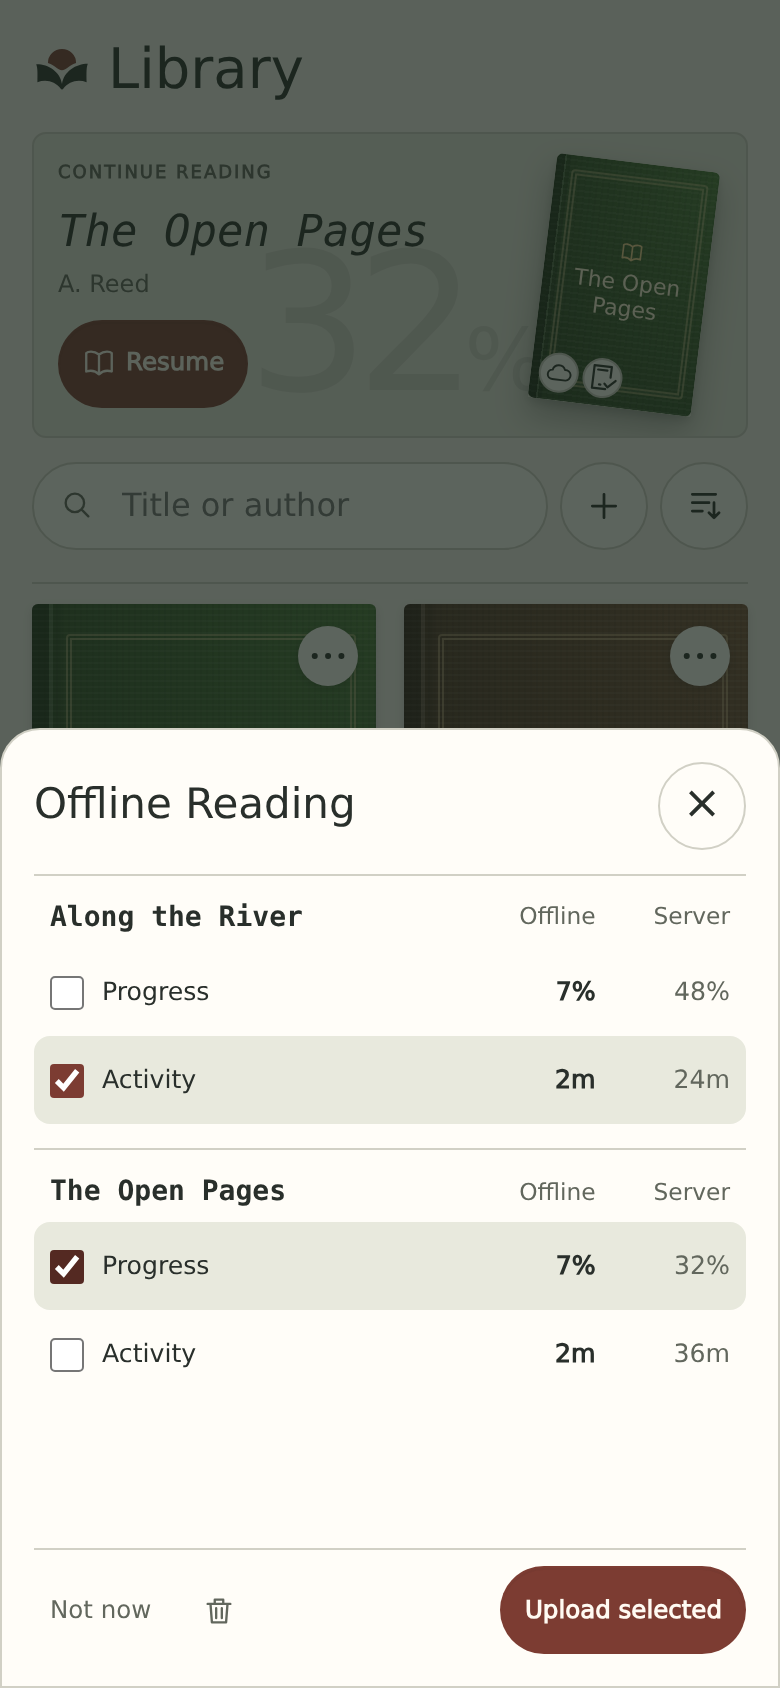 Library
CONTINUE READING
The Open Pages
A. Reed
32%
Resume
The Open
Pages
Title or author
Offline Reading
Along the River Offline Server
Progress 7% 48%
Activity 2m 24m
The Open Pages Offline Server
Progress 7% 32%
Activity 2m 36m
Not now
Upload selected